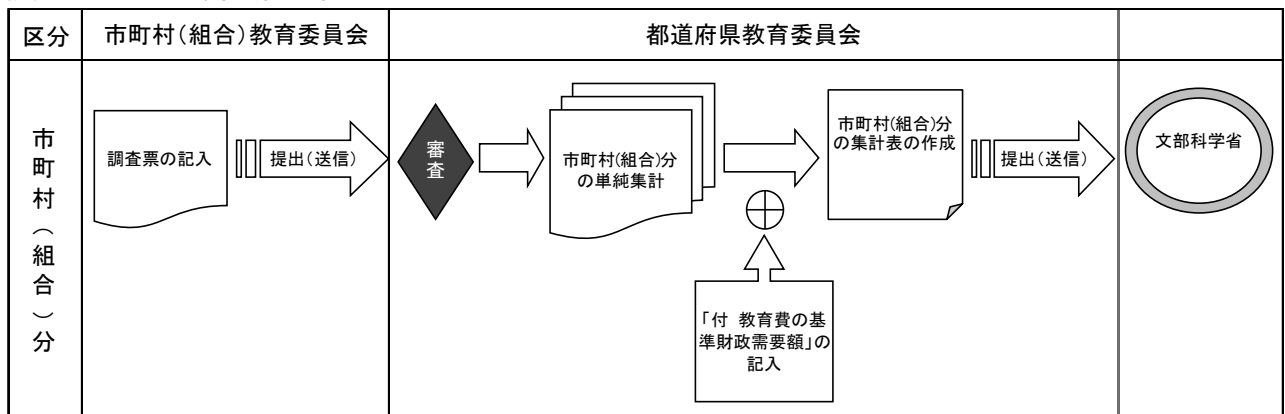 区分
市町村(組合)教育委員会
都道府県教育委員会
市町村(組合)分
調査票の記入
提出(送信)
審査
市町村(組合)分
の単純集計
市町村(組合)分
の集計表の作成
提出(送信)
文部科学省
「付 教育費の基
準財政需要額」の
記入